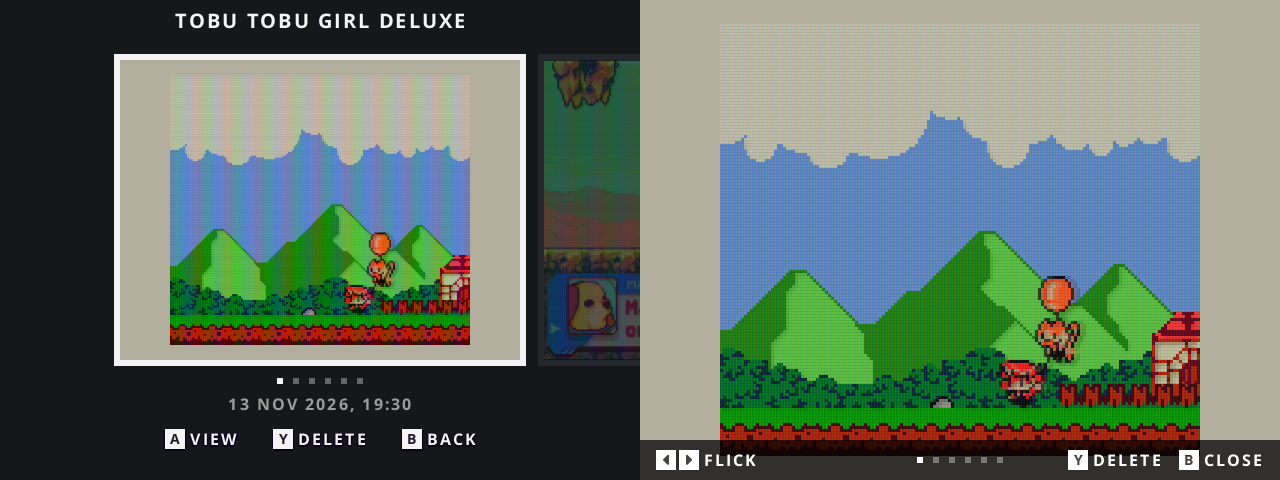 TOBU TOBU GIRL DELUXE
13 NOV 2026, 19:30
A VIEW Y DELETE B BACK
FLICK Y DELETE B CLOSE